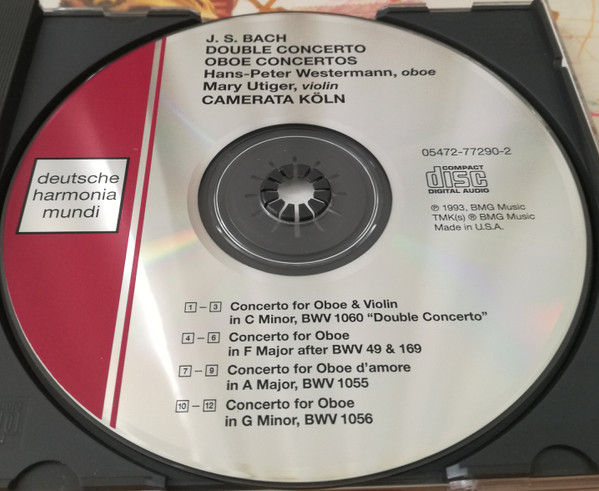 J. S. BACH
DOUBLE CONCERTO
OBOE CONCERTOS
Hans-Peter Westermann, oboe
Mary Utiger, violin
CAMERATA KÖLN
deutsche
harmonia
mundi
05472-77290-2
COMPACT
disc
DIGITAL AUDIO
℗ 1993, BMG Music
TMK(s) ® BMG Music
Made in U.S.A.
1 – 3 Concerto for Oboe & Violin
in C Minor, BWV 1060 “Double Concerto”
4 – 6 Concerto for Oboe
in F Major after BWV 49 & 169
7 – 9 Concerto for Oboe d'amore
in A Major, BWV 1055
10 – 12 Concerto for Oboe
in G Minor, BWV 1056